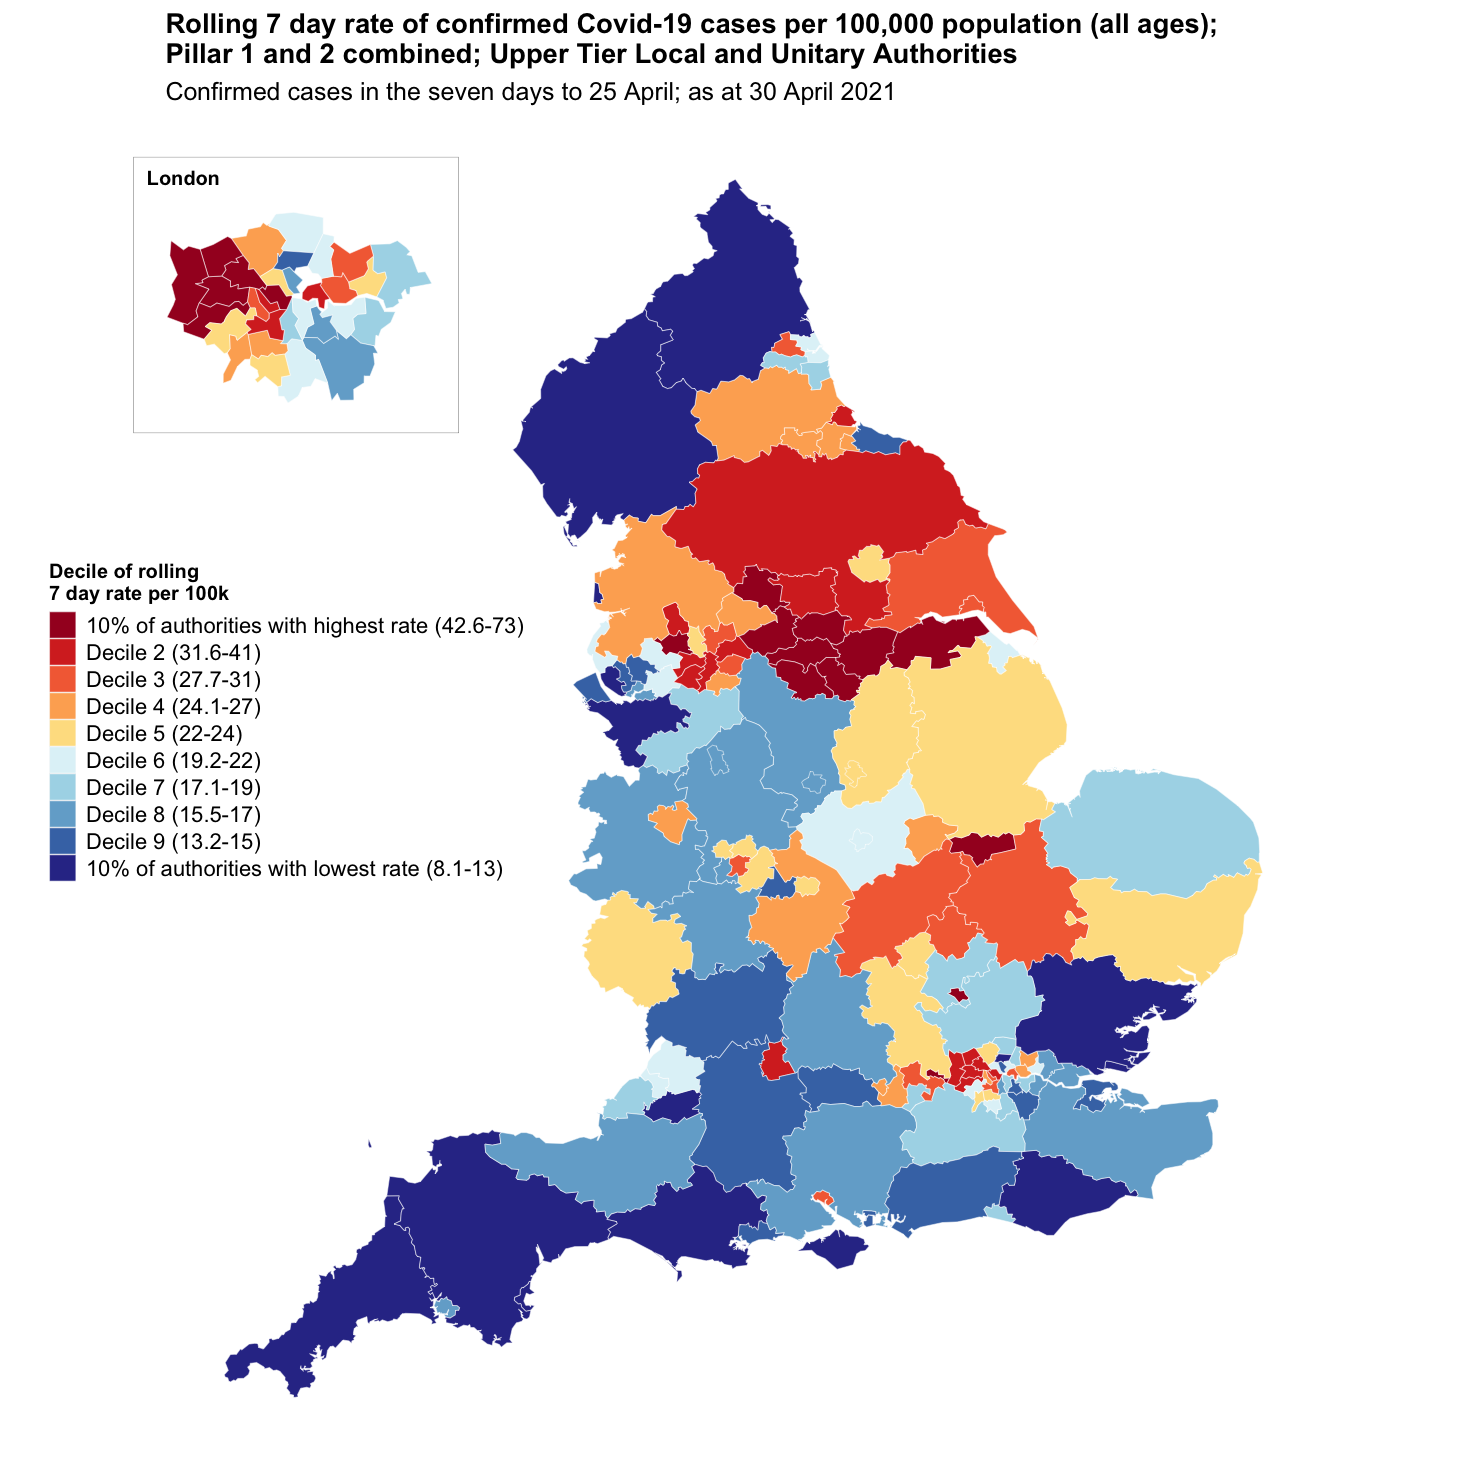 Rolling 7 day rate of confirmed Covid-19 cases per 100,000 population (all ages);
Pillar 1 and 2 combined; Upper Tier Local and Unitary Authorities
Confirmed cases in the seven days to 25 April; as at 30 April 2021
London
Decile of rolling
7 day rate per 100k
10% of authorities with highest rate (42.6-73)
Decile 2 (31.6-41)
Decile 3 (27.7-31)
Decile 4 (24.1-27)
Decile 5 (22-24)
Decile 6 (19.2-22)
Decile 7 (17.1-19)
Decile 8 (15.5-17)
Decile 9 (13.2-15)
10% of authorities with lowest rate (8.1-13)